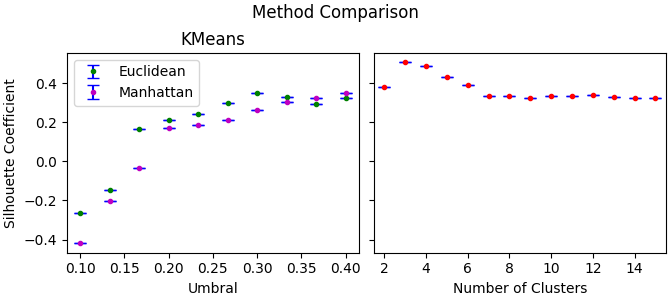 Method Comparison
KMeans
Euclidean
Manhattan
Silhouette Coefficient
0.4
0.2
0.0
−0.2
−0.4
0.10 0.15 0.20 0.25 0.30 0.35 0.40
Umbral
2 4 6 8 10 12 14
Number of Clusters